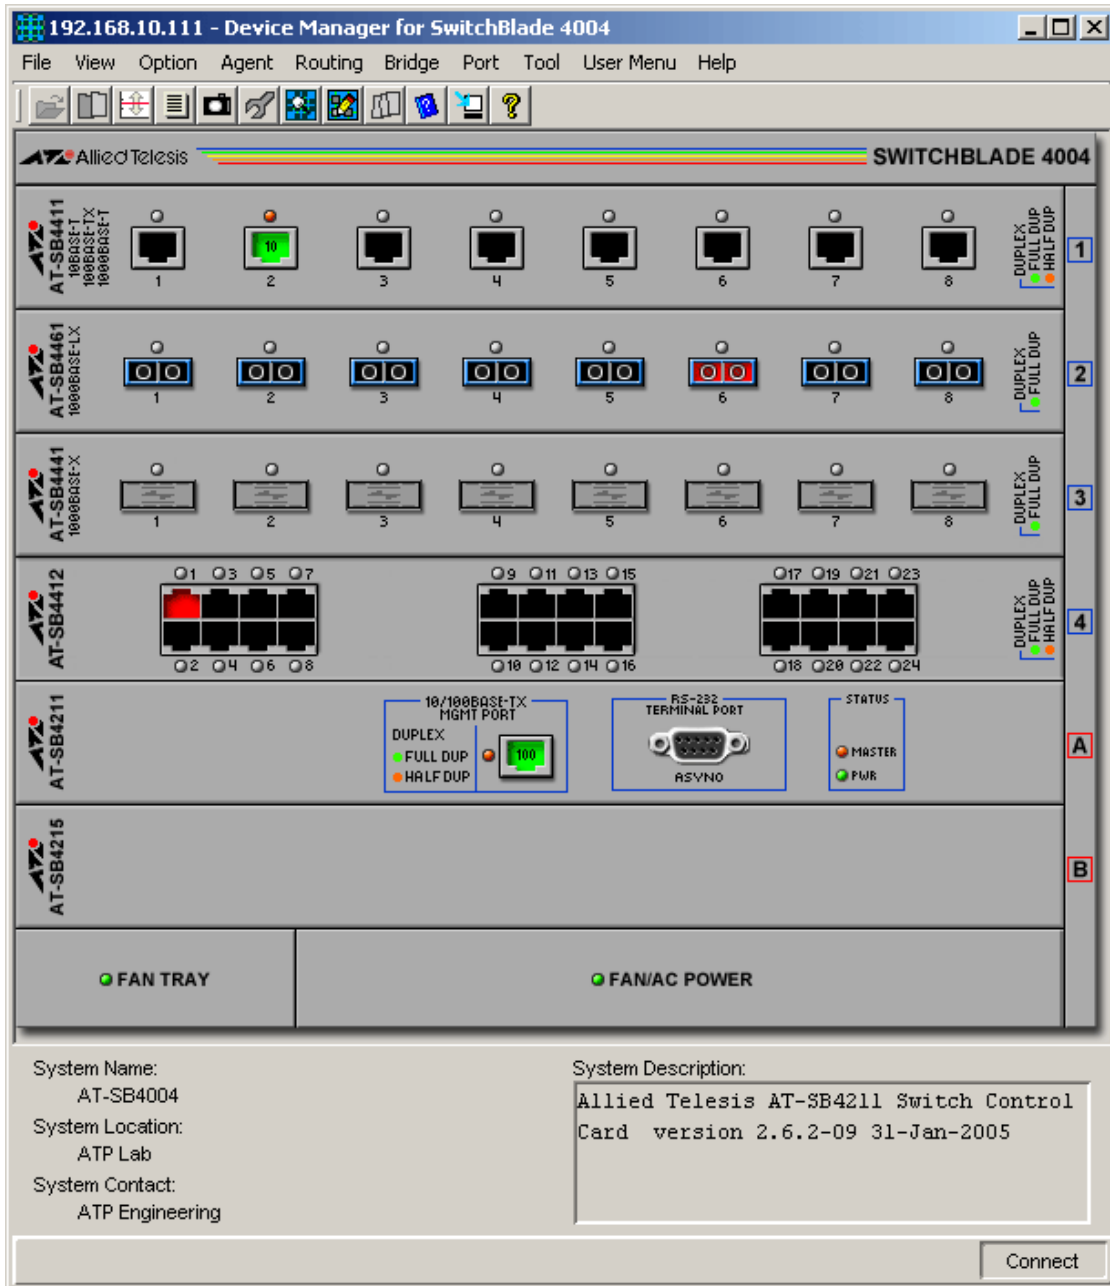 192.168.10.111 - Device Manager for SwitchBlade 4004
File View Option Agent Routing Bridge Port Tool User Menu Help
Allied Telesis SWITCHBLADE 4004
AT-SB4411
10BASE-T
100BASE-TX
1000BASE-T
10
1 2 3 4 5 6 7 8
DUPLEX
FULL DUP
HALF DUP
1
AT-SB4461
1000BASE-LX
1 2 3 4 5 6 7 8
DUPLEX
FULL DUP
2
AT-SB4441
1000BASE-X
1 2 3 4 5 6 7 8
DUPLEX
FULL DUP
3
AT-SB4412
1 3 5 7 9 11 13 15 17 19 21 23
2 4 6 8 10 12 14 16 18 20 22 24
DUPLEX
FULL DUP
HALF DUP
4
AT-SB4211
10/100BASE-TX
MGMT PORT
DUPLEX
FULL DUP
HALF DUP
100
RS-232
TERMINAL PORT
ASYN0
STATUS
MASTER
PWR
A
AT-SB4215
B
FAN TRAY
FAN/AC POWER
System Name:
AT-SB4004
System Location:
ATP Lab
System Contact:
ATP Engineering
System Description:
Allied Telesis AT-SB4211 Switch Control
Card version 2.6.2-09 31-Jan-2005
Connect